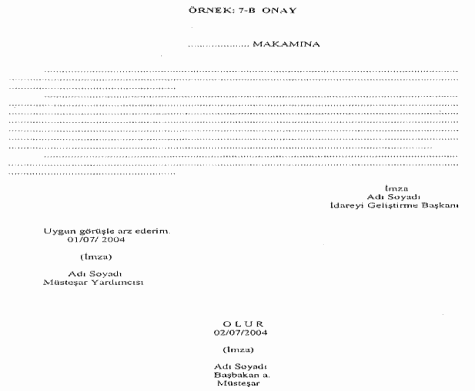 ÖRNEK: 7-B ONAY
..................... MAKAMINA
İmza
Adı Soyadı
İdareyi Geliştirme Başkanı
Uygun görüşle arz ederim.
01/07/ 2004
(İmza)
Adı Soyadı
Müsteşar Yardımcısı
O L U R
02/07/2004
(İmza)
Adı Soyadı
Başbakan a.
Müsteşar